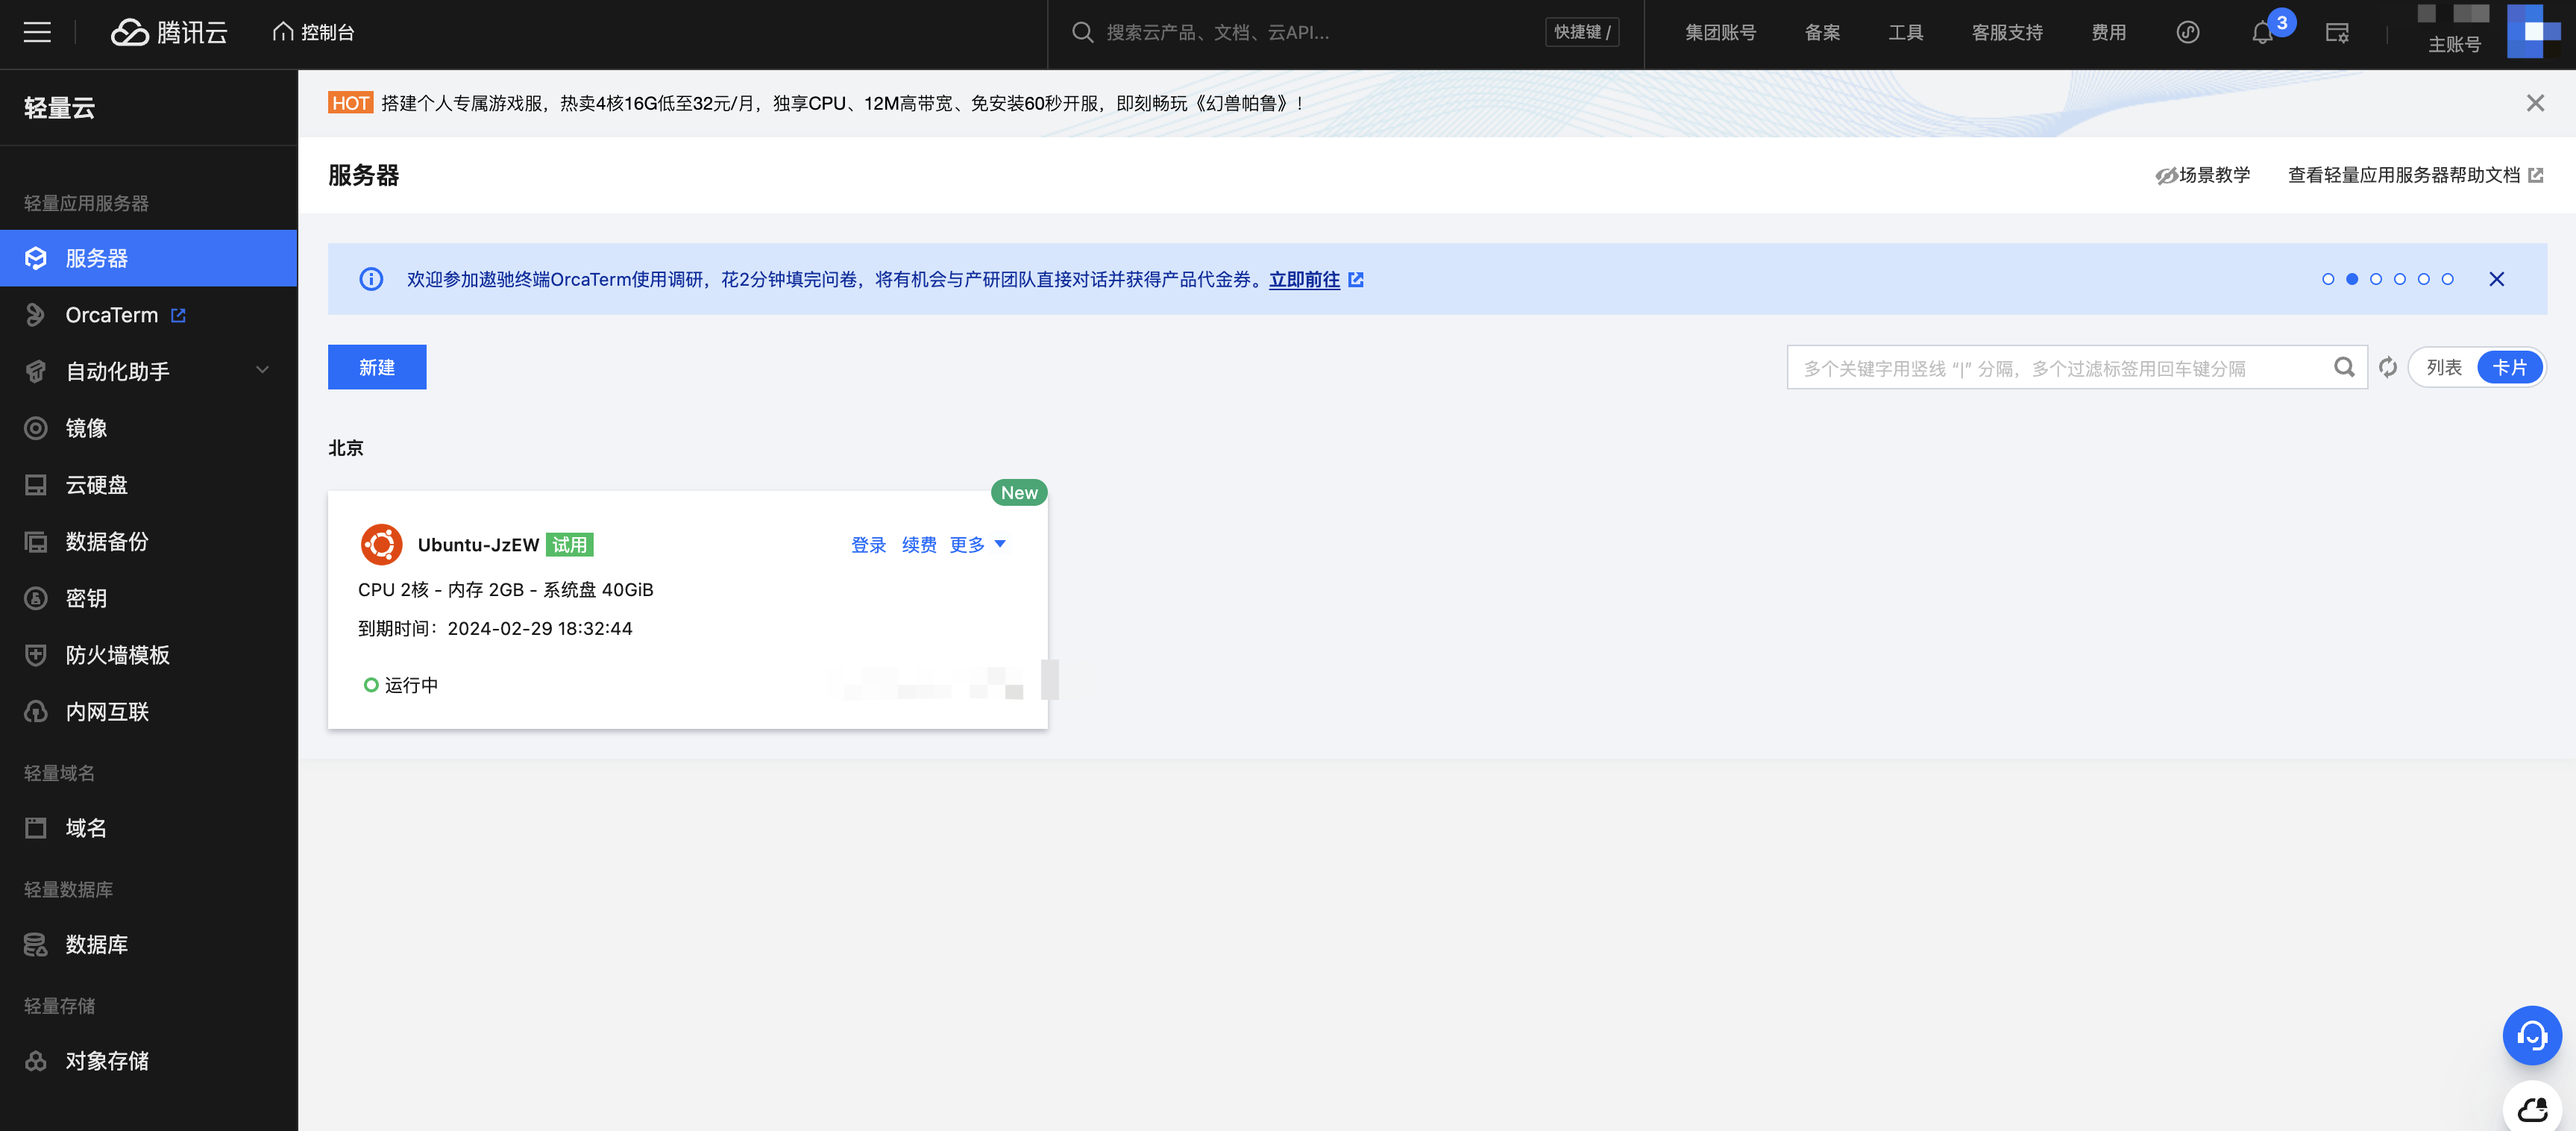 腾讯云
控制台
搜索云产品、文档、云API...
快捷键 /
集团账号
备案
工具
客服支持
费用
3
主账号
轻量云
轻量应用服务器
服务器
OrcaTerm
自动化助手
镜像
云硬盘
数据备份
密钥
防火墙模板
内网互联
轻量域名
域名
轻量数据库
数据库
轻量存储
对象存储
HOT 搭建个人专属游戏服，热卖4核16G低至32元/月，独享CPU、12M高带宽、免安装60秒开服，即刻畅玩《幻兽帕鲁》！
服务器
场景教学
查看轻量应用服务器帮助文档
欢迎参加遨驰终端OrcaTerm使用调研，花2分钟填完问卷，将有机会与产研团队直接对话并获得产品代金券。立即前往
新建
多个关键字用竖线 “|” 分隔，多个过滤标签用回车键分隔
列表
卡片
北京
New
Ubuntu-JzEW 试用
登录 续费 更多
CPU 2核 - 内存 2GB - 系统盘 40GiB
到期时间：2024-02-29 18:32:44
运行中